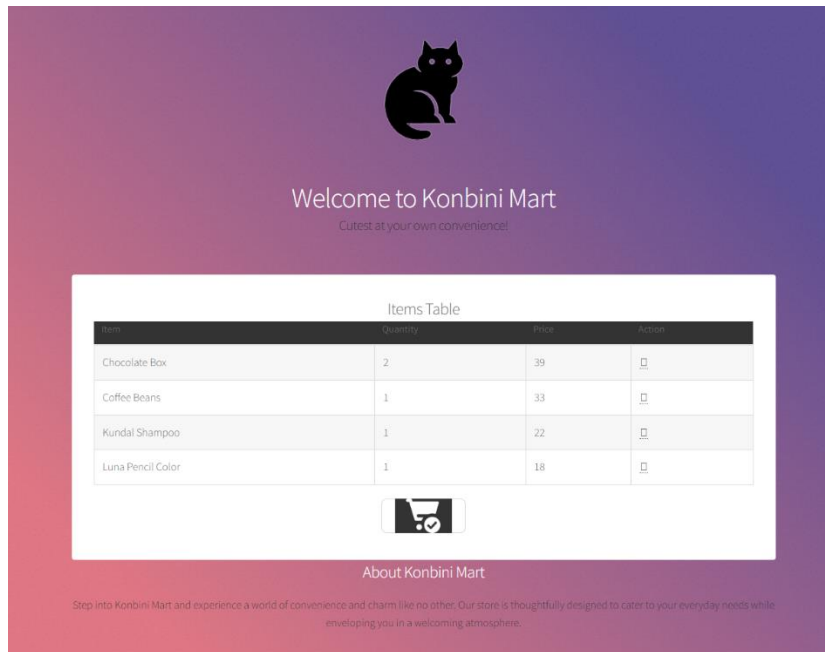 Welcome to Konbini Mart
Cutest at your own convenience!
Items Table
Item Quantity Price Action
Chocolate Box 2 39
Coffee Beans 1 33
Kundal Shampoo 1 22
Luna Pencil Color 1 18
About Konbini Mart
Step into Konbini Mart and experience a world of convenience and charm like no other. Our store is thoughtfully designed to cater to your everyday needs while
enveloping you in a welcoming atmosphere.